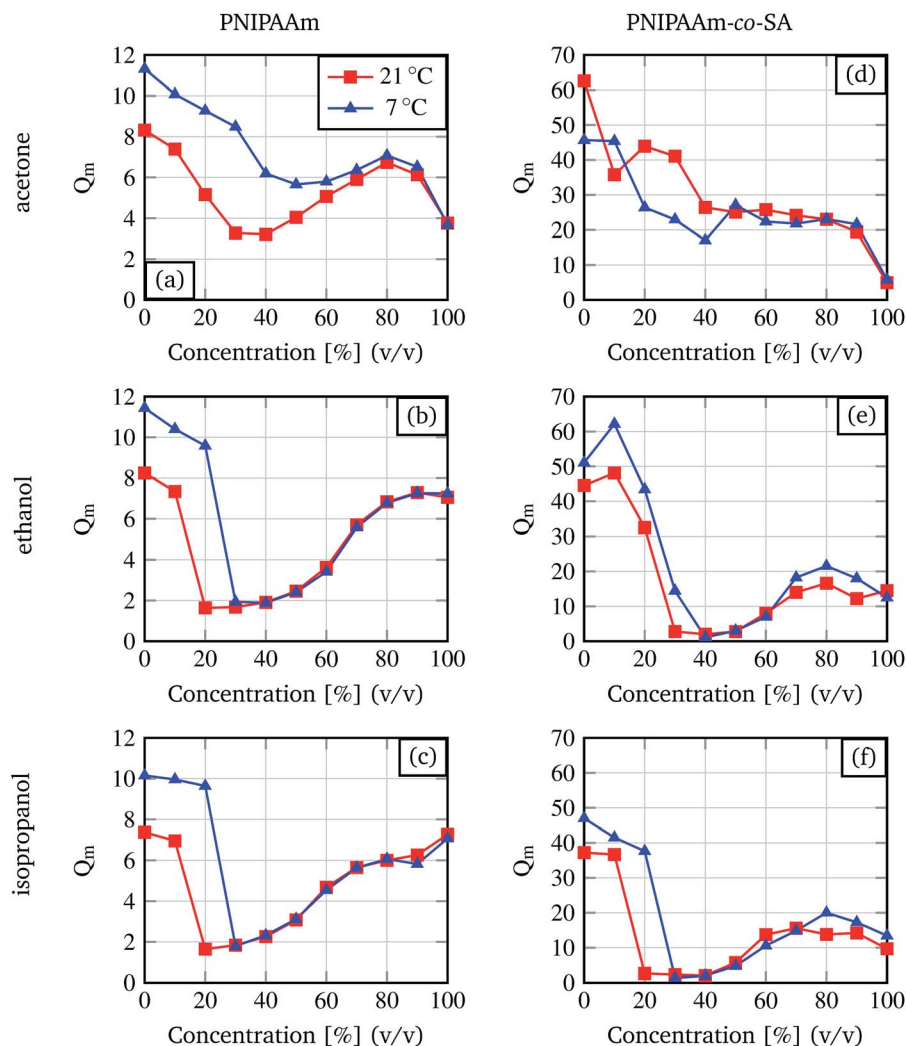 PNIPAAm
PNIPAAm-co-SA
acetone
Qm
12
10
8
6
4
2
0
21 °C
7 °C
(a)
0 20 40 60 80 100
Concentration [%] (v/v)
Qm
70
60
50
40
30
20
10
0
(d)
0 20 40 60 80 100
Concentration [%] (v/v)
ethanol
Qm
12
10
8
6
4
2
0
(b)
0 20 40 60 80 100
Concentration [%] (v/v)
Qm
70
60
50
40
30
20
10
0
(e)
0 20 40 60 80 100
Concentration [%] (v/v)
isopropanol
Qm
12
10
8
6
4
2
0
(c)
0 20 40 60 80 100
Concentration [%] (v/v)
Qm
70
60
50
40
30
20
10
0
(f)
0 20 40 60 80 100
Concentration [%] (v/v)